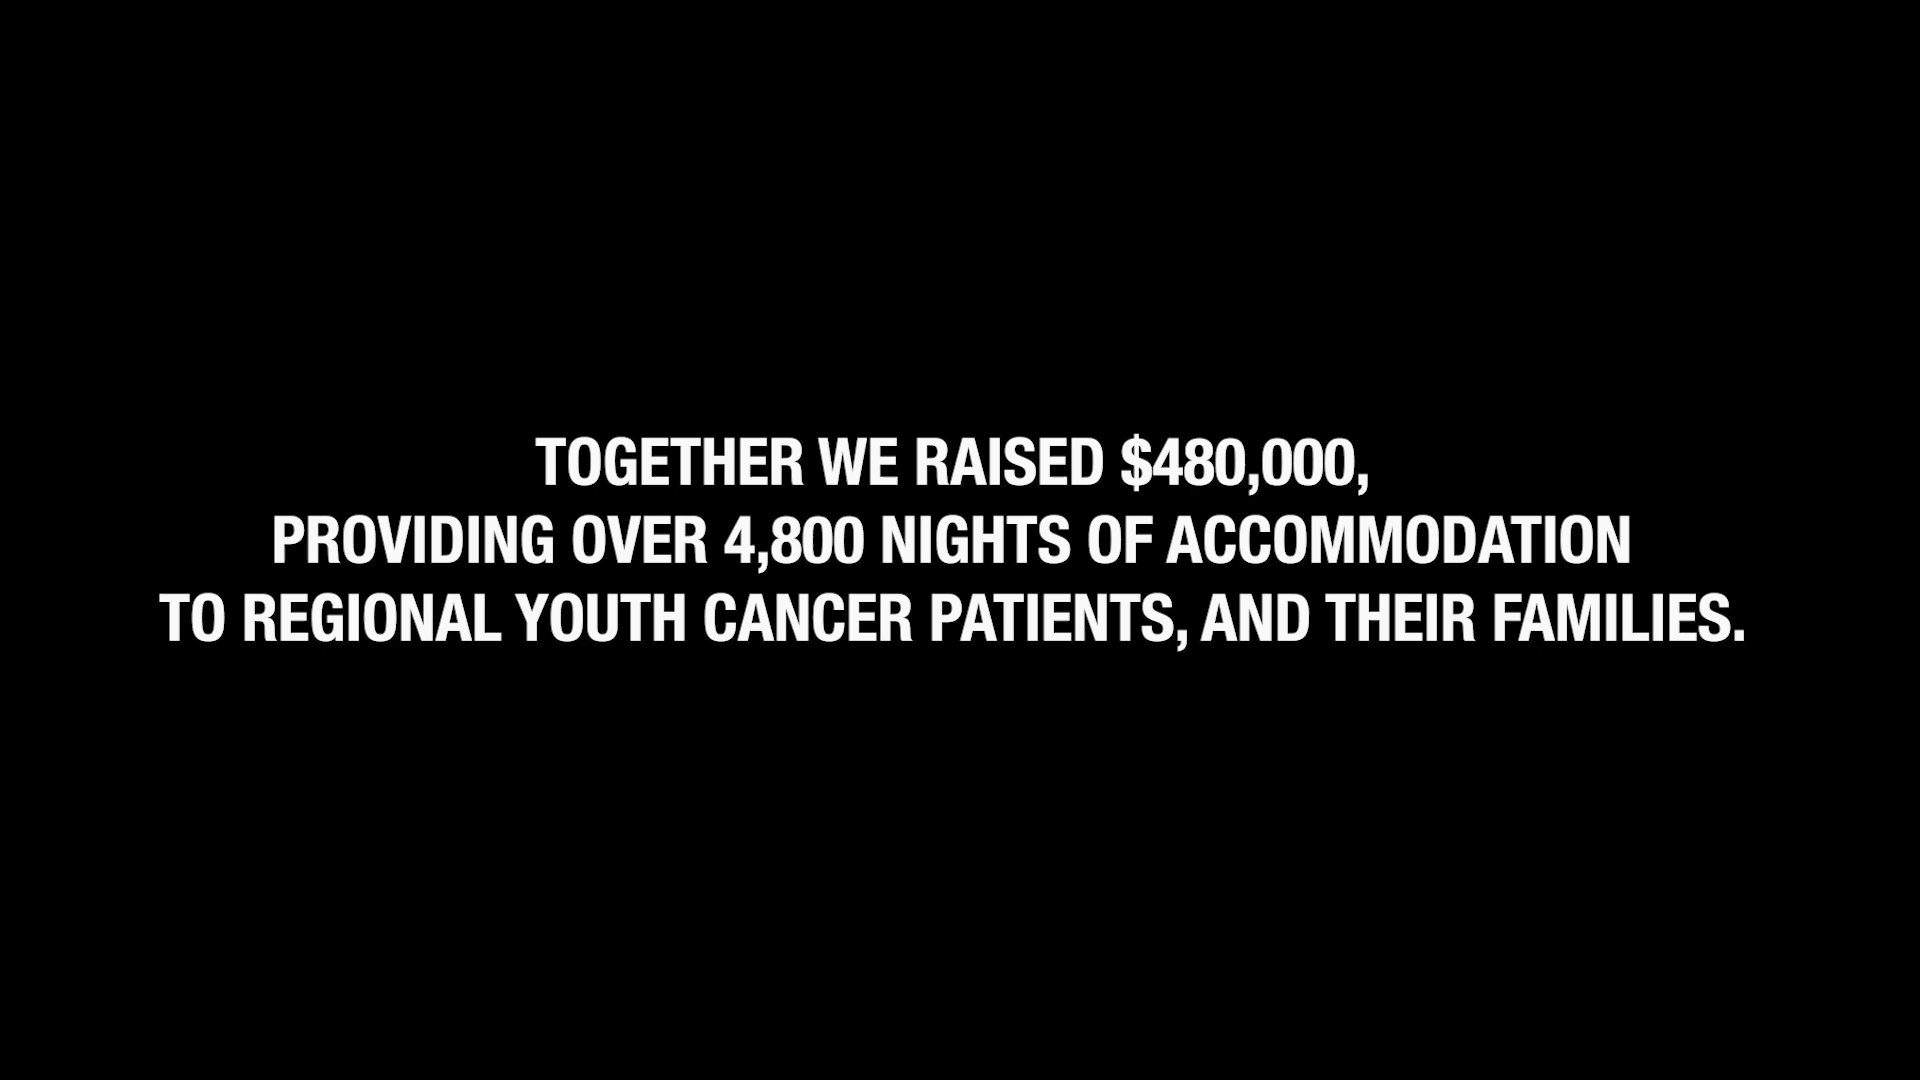 TOGETHER WE RAISED $480,000,
PROVIDING OVER 4,800 NIGHTS OF ACCOMMODATION
TO REGIONAL YOUTH CANCER PATIENTS, AND THEIR FAMILIES.